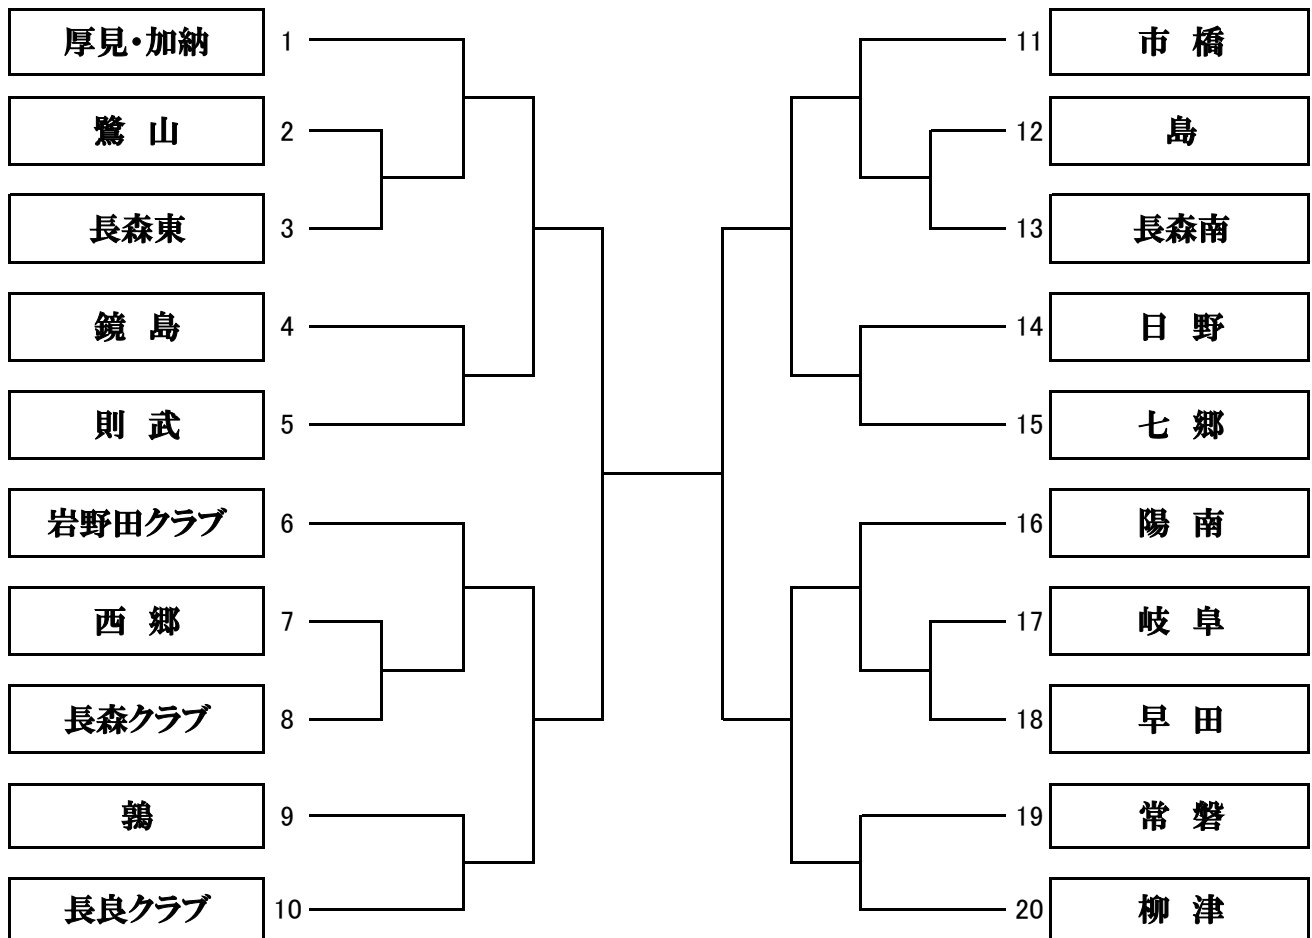 厚見・加納 1
鷺 山 2
長森東 3
鏡 島 4
則 武 5
岩野田クラブ 6
西 郷 7
長森クラブ 8
鶉 9
長良クラブ 10
11 市 橋
12 島
13 長森南
14 日 野
15 七 郷
16 陽 南
17 岐 阜
18 早 田
19 常 磐
20 柳 津